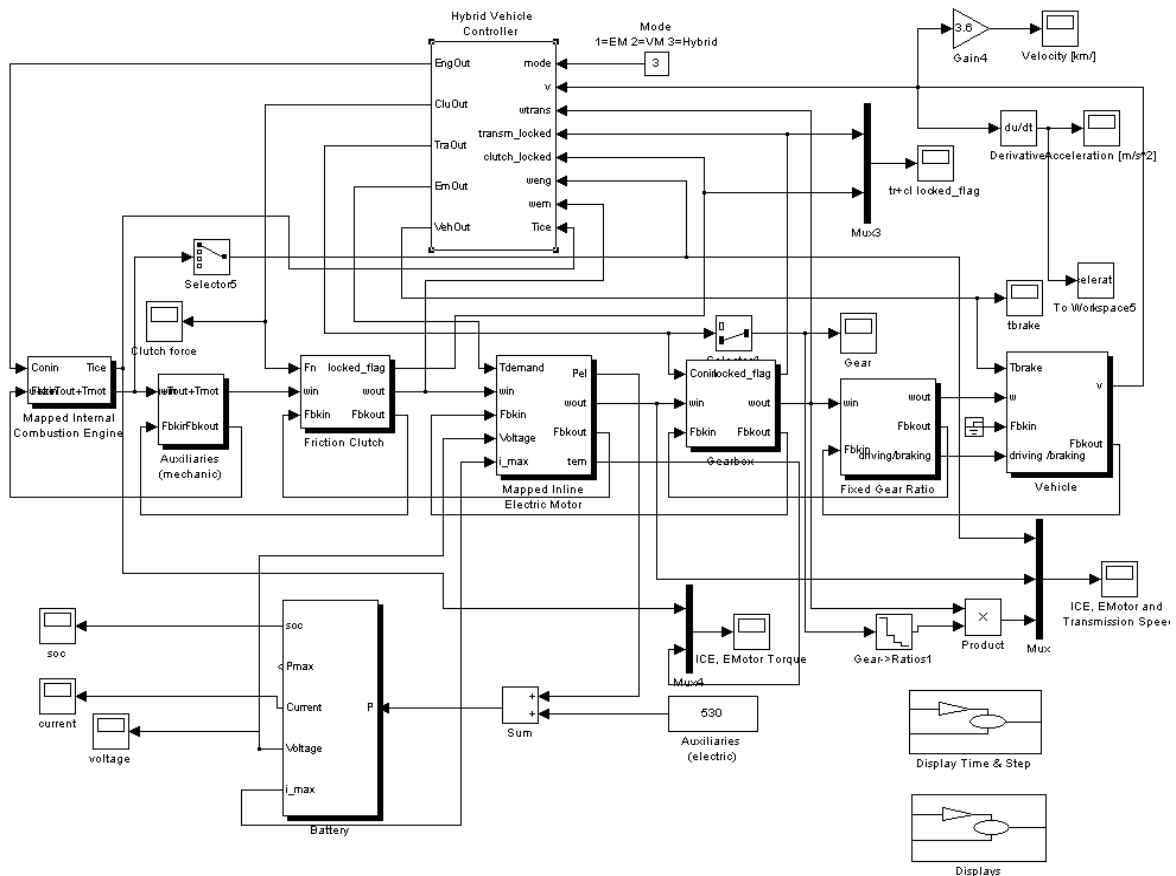 Hybrid Vehicle
Controller
Mode
1=EM 2=VM 3=Hybrid
3
3.6
Gain4
Velocity [km/]
EngOut
mode
v
CluOut
wtrans
TraOut
transm_locked
clutch_locked
EmOut
weng
wem
VehOut
Tice
du/dt
Derivative
Acceleration [m/s^2]
tr+cl locked_flag
Mux3
Selector5
elerat
To Workspace5
Clutch force
tbrake
Gear
Conin
Tice
Tout+Tmot
Mapped Internal
Combustion Engine
win
Tout+Tmot
Fbkin
Fbkout
Auxiliaries
(mechanic)
Fn
locked_flag
win
wout
Fbkin
Fbkout
Friction Clutch
Tdemand
Pel
win
wout
Fbkin
Fbkout
Voltage
i_max
tem
Mapped Inline
Electric Motor
Conin
locked_flag
win
wout
Fbkin
Fbkout
Gearbox
win
wout
Fbkout
Fbkin
driving/braking
Fixed Gear Ratio
Tbrake
v
w
Fbkin
Fbkout
driving /braking
Vehicle
ICE, EMotor and
Transmission Speed
Mux
×
Product
Gear->Ratios1
ICE, EMotor Torque
Mux4
soc
soc
Pmax
current
Current
P
voltage
Voltage
i_max
Battery
+
+
Sum
530
Auxiliaries
(electric)
Display Time & Step
Displays